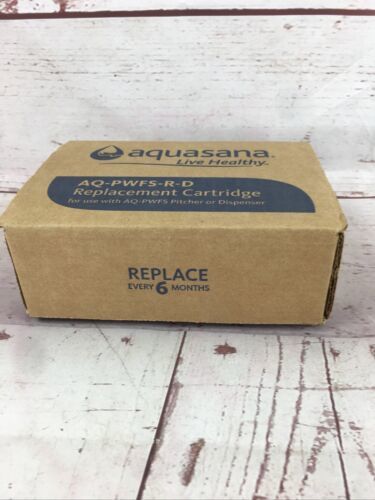 aquasana.
Live Healthy.
AQ-PWFS-R-D
Replacement Cartridge
for use with AQ-PWFS Pitcher or Dispenser
REPLACE
EVERY 6 MONTHS